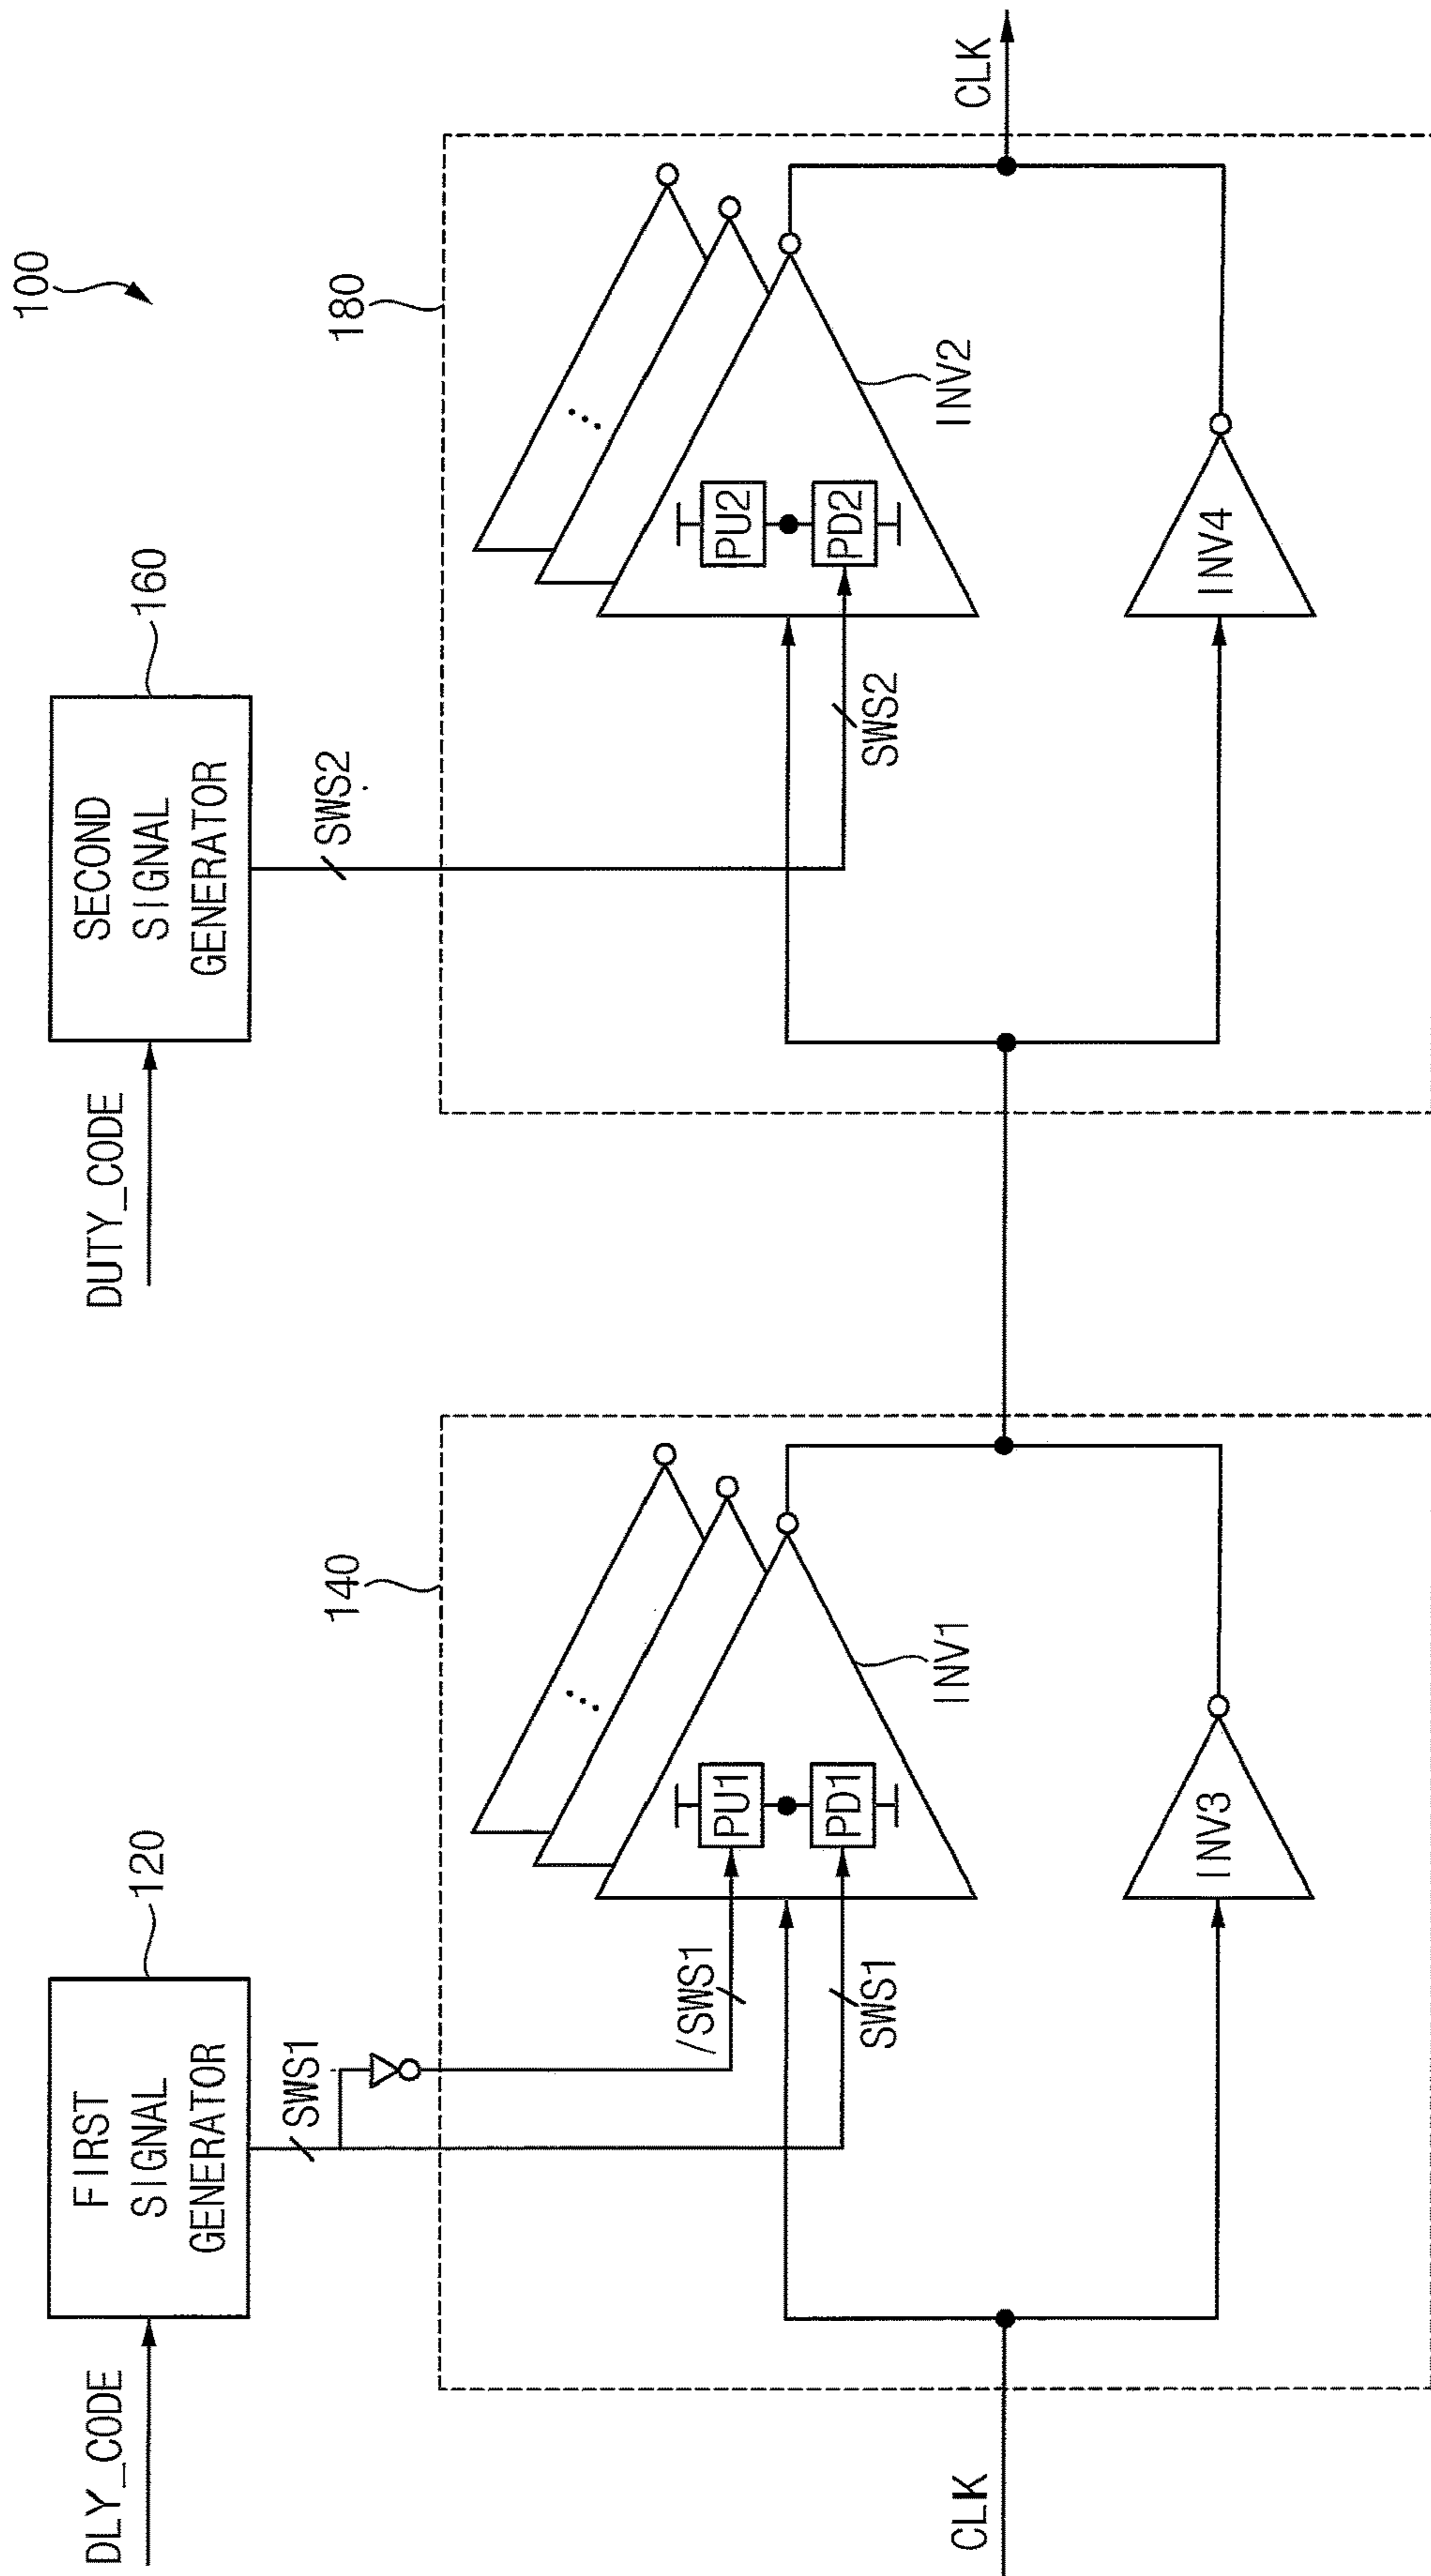 100
DLY_CODE
FIRST
SIGNAL
GENERATOR
120
SWS1
DUTY_CODE
SECOND
SIGNAL
GENERATOR
160
SWS2
140
/SWS1
SWS1
PU1
PD1
INV1
INV3
CLK
180
SWS2
PU2
PD2
INV2
INV4
CLK